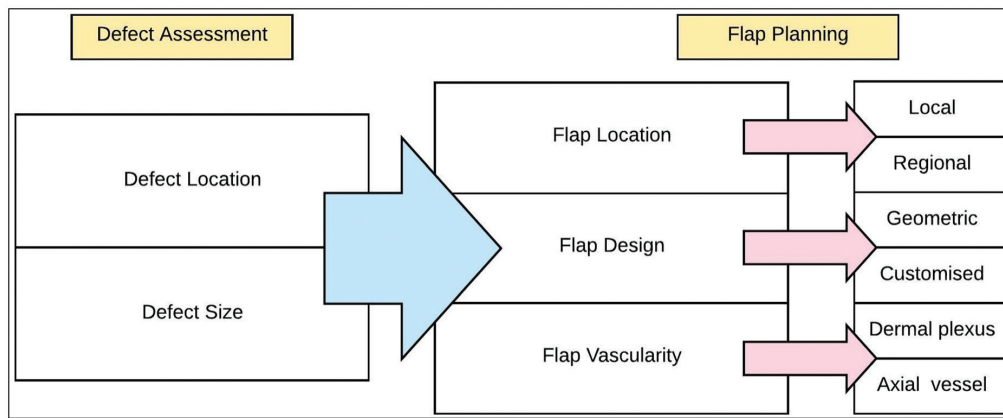 Defect Assessment
Flap Planning
Defect Location
Defect Size
Flap Location
Flap Design
Flap Vascularity
Local
Regional
Geometric
Customised
Dermal plexus
Axial vessel